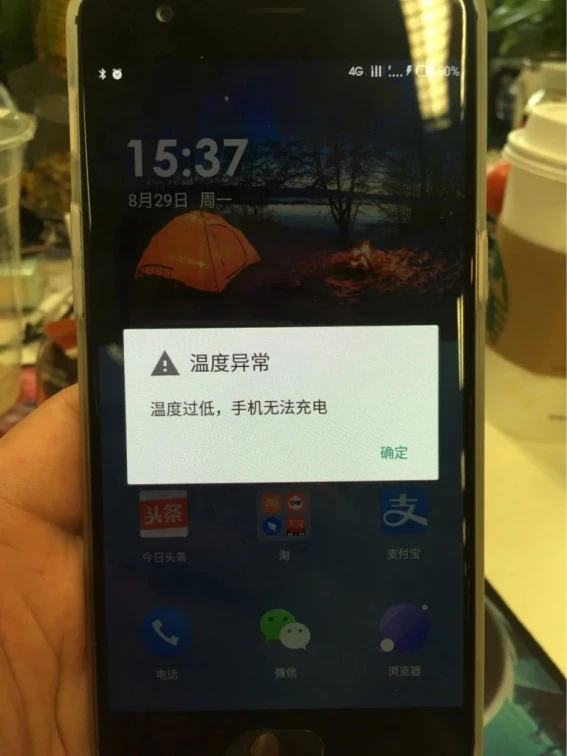 4G
15:37
8月29日 周一
温度异常
温度过低，手机无法充电
确定
头条
今日头条
淘
支付宝
电话
微信
浏览器